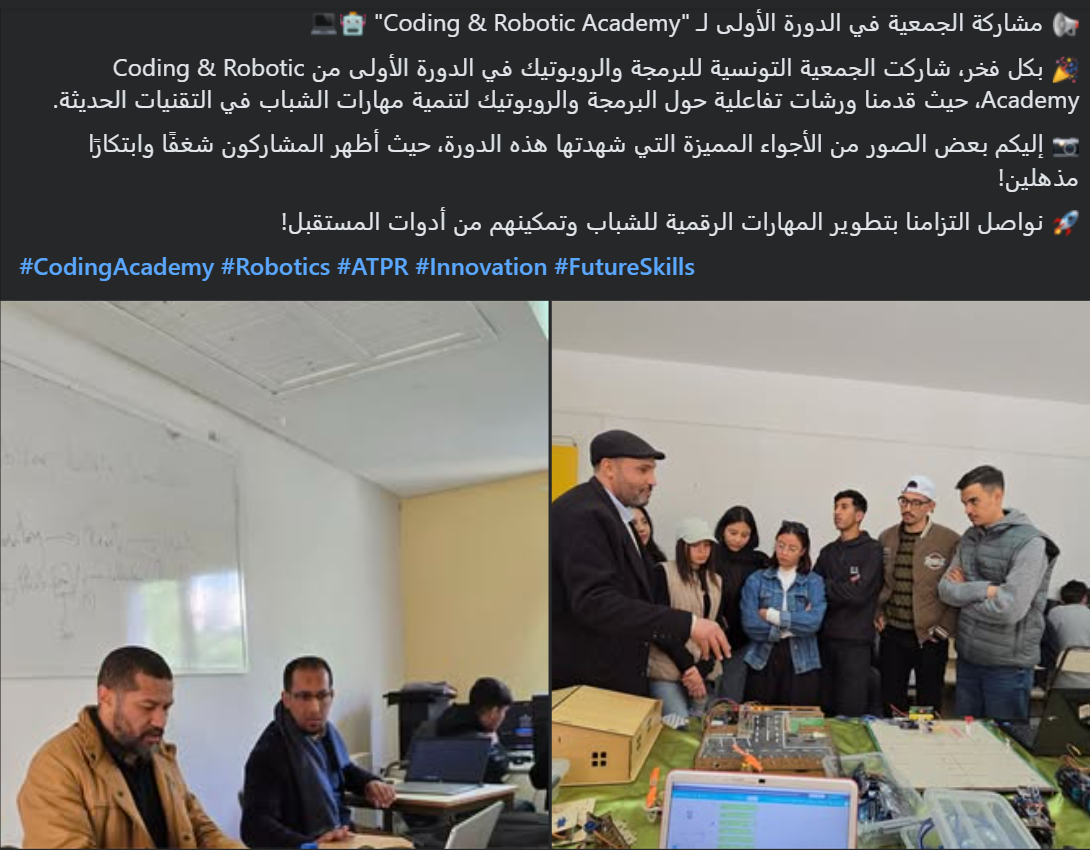 📢 مشاركة الجمعية في الدورة الأولى لـ "Coding & Robotic Academy" 🤖💻
🎉 بكل فخر، شاركت الجمعية التونسية للبرمجة والروبوتيك في الدورة الأولى من Coding & Robotic
Academy، حيث قدمنا ورشات تفاعلية حول البرمجة والروبوتيك لتنمية مهارات الشباب في التقنيات الحديثة.
📸 إليكم بعض الصور من الأجواء المميزة التي شهدتها هذه الدورة، حيث أظهر المشاركون شغفًا وابتكارًا
مذهلين!
🚀 نواصل التزامنا بتطوير المهارات الرقمية للشباب وتمكينهم من أدوات المستقبل!
#CodingAcademy #Robotics #ATPR #Innovation #FutureSkills